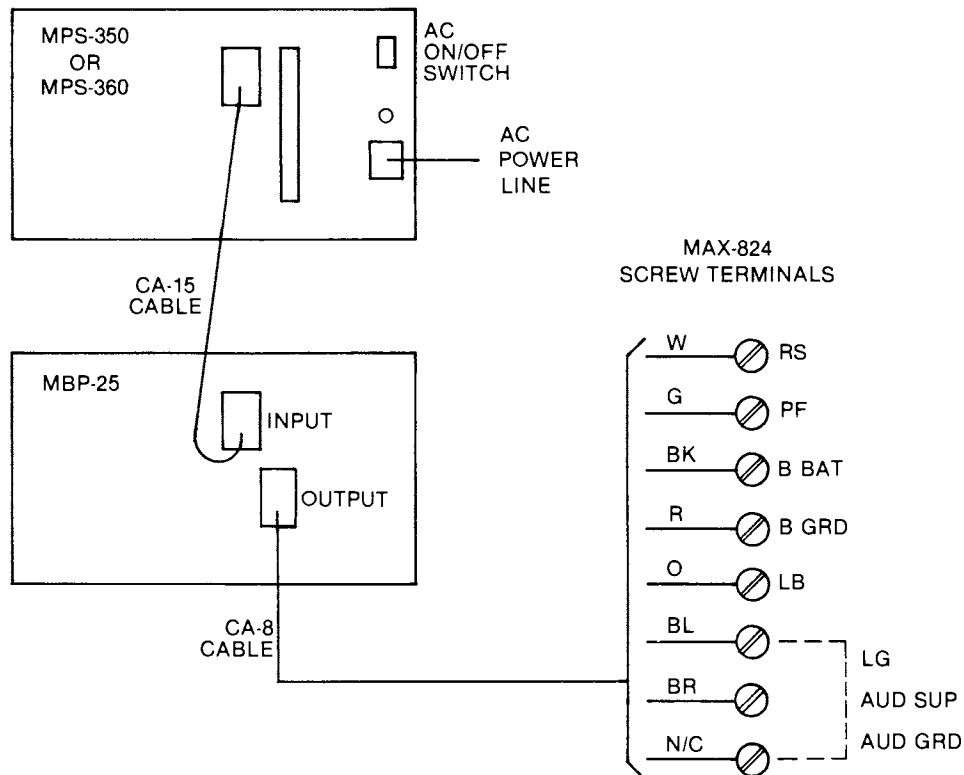 MPS-350
OR
MPS-360
AC
ON/OFF
SWITCH
AC
POWER
LINE
CA-15
CABLE
MBP-25
INPUT
OUTPUT
CA-8
CABLE
MAX-824
SCREW TERMINALS
W RS
G PF
BK B BAT
R B GRD
O LB
BL
LG
BR
AUD SUP
N/C
AUD GRD